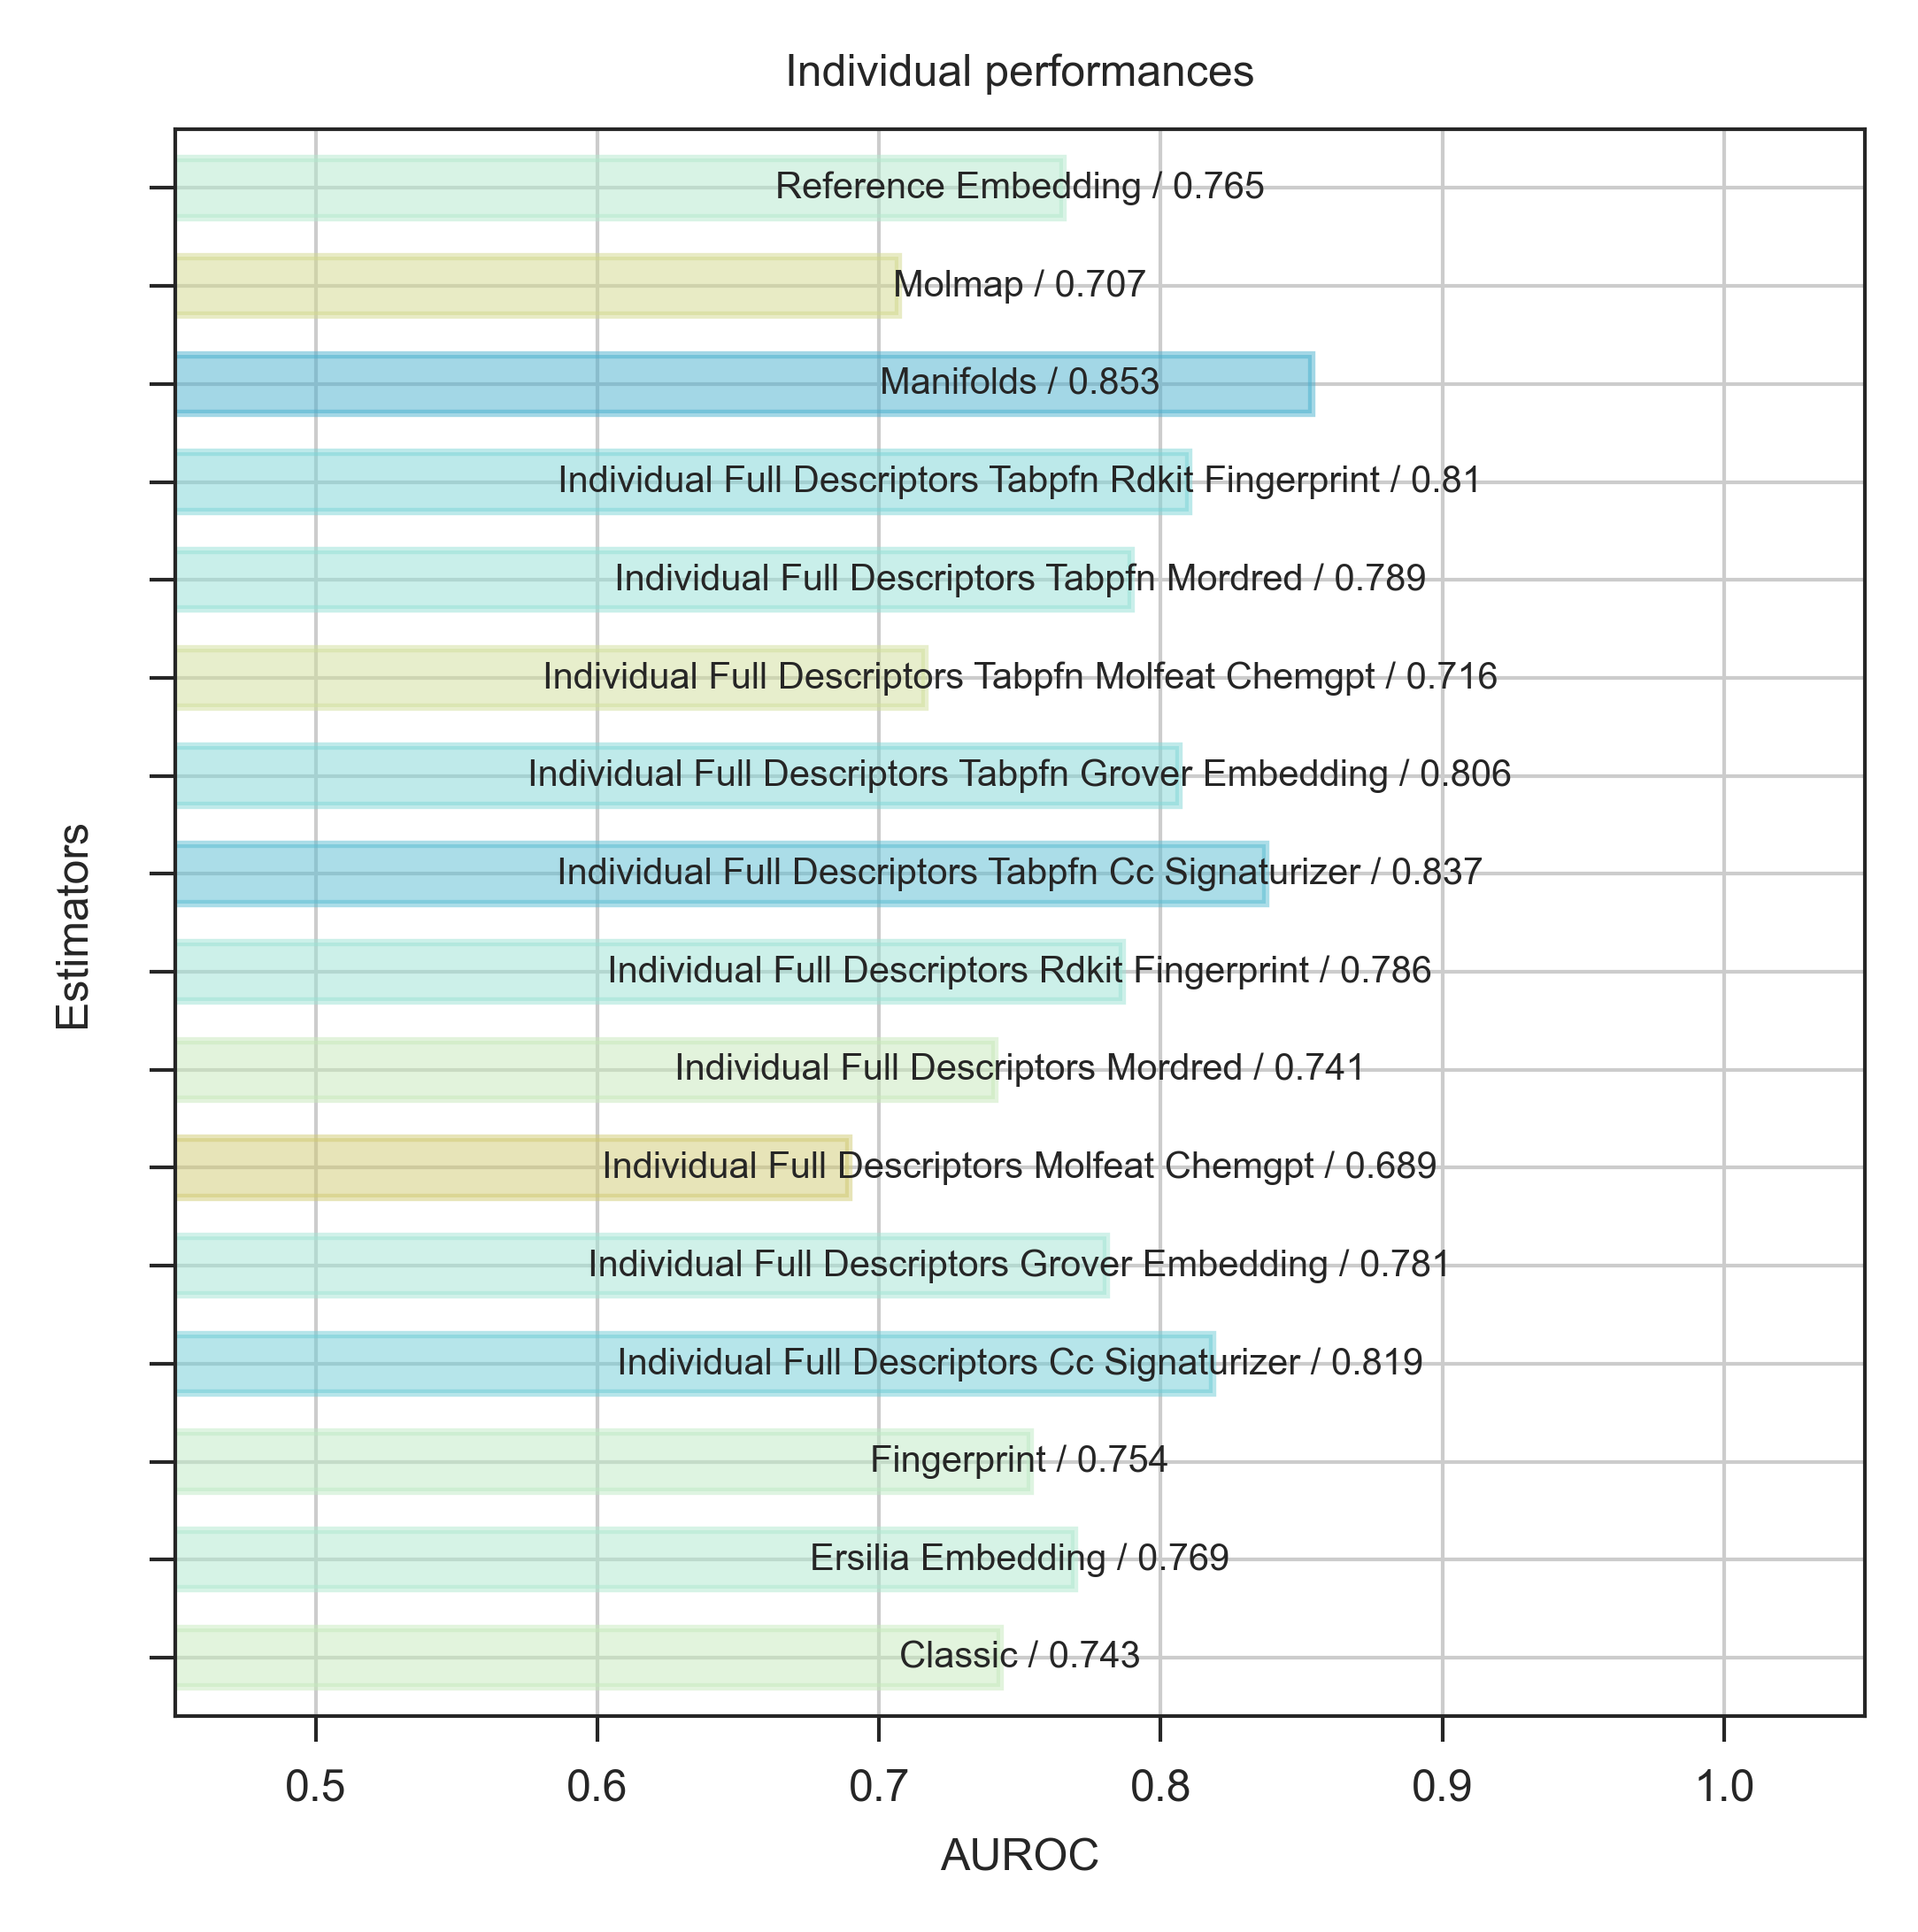 Individual performances
Reference Embedding / 0.765
Molmap / 0.707
Manifolds / 0.853
Individual Full Descriptors Tabpfn Rdkit Fingerprint / 0.81
Individual Full Descriptors Tabpfn Mordred / 0.789
Individual Full Descriptors Tabpfn Molfeat Chemgpt / 0.716
Individual Full Descriptors Tabpfn Grover Embedding / 0.806
Individual Full Descriptors Tabpfn Cc Signaturizer / 0.837
Individual Full Descriptors Rdkit Fingerprint / 0.786
Individual Full Descriptors Mordred / 0.741
Individual Full Descriptors Molfeat Chemgpt / 0.689
Individual Full Descriptors Grover Embedding / 0.781
Individual Full Descriptors Cc Signaturizer / 0.819
Fingerprint / 0.754
Ersilia Embedding / 0.769
Classic / 0.743
Estimators
0.5 0.6 0.7 0.8 0.9 1.0
AUROC